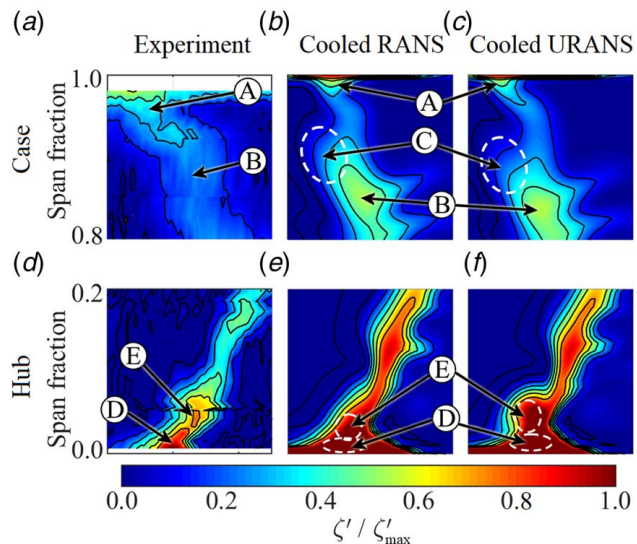 (a) (b) (c)
Experiment Cooled RANS Cooled URANS
Case
Span fraction
1.0
0.8
A
B
A
C
B
(d) (e) (f)
Hub
Span fraction
0.2
0.0
E
D
E
D
0.0 0.2 0.4 0.6 0.8 1.0
ζ′ / ζ′max